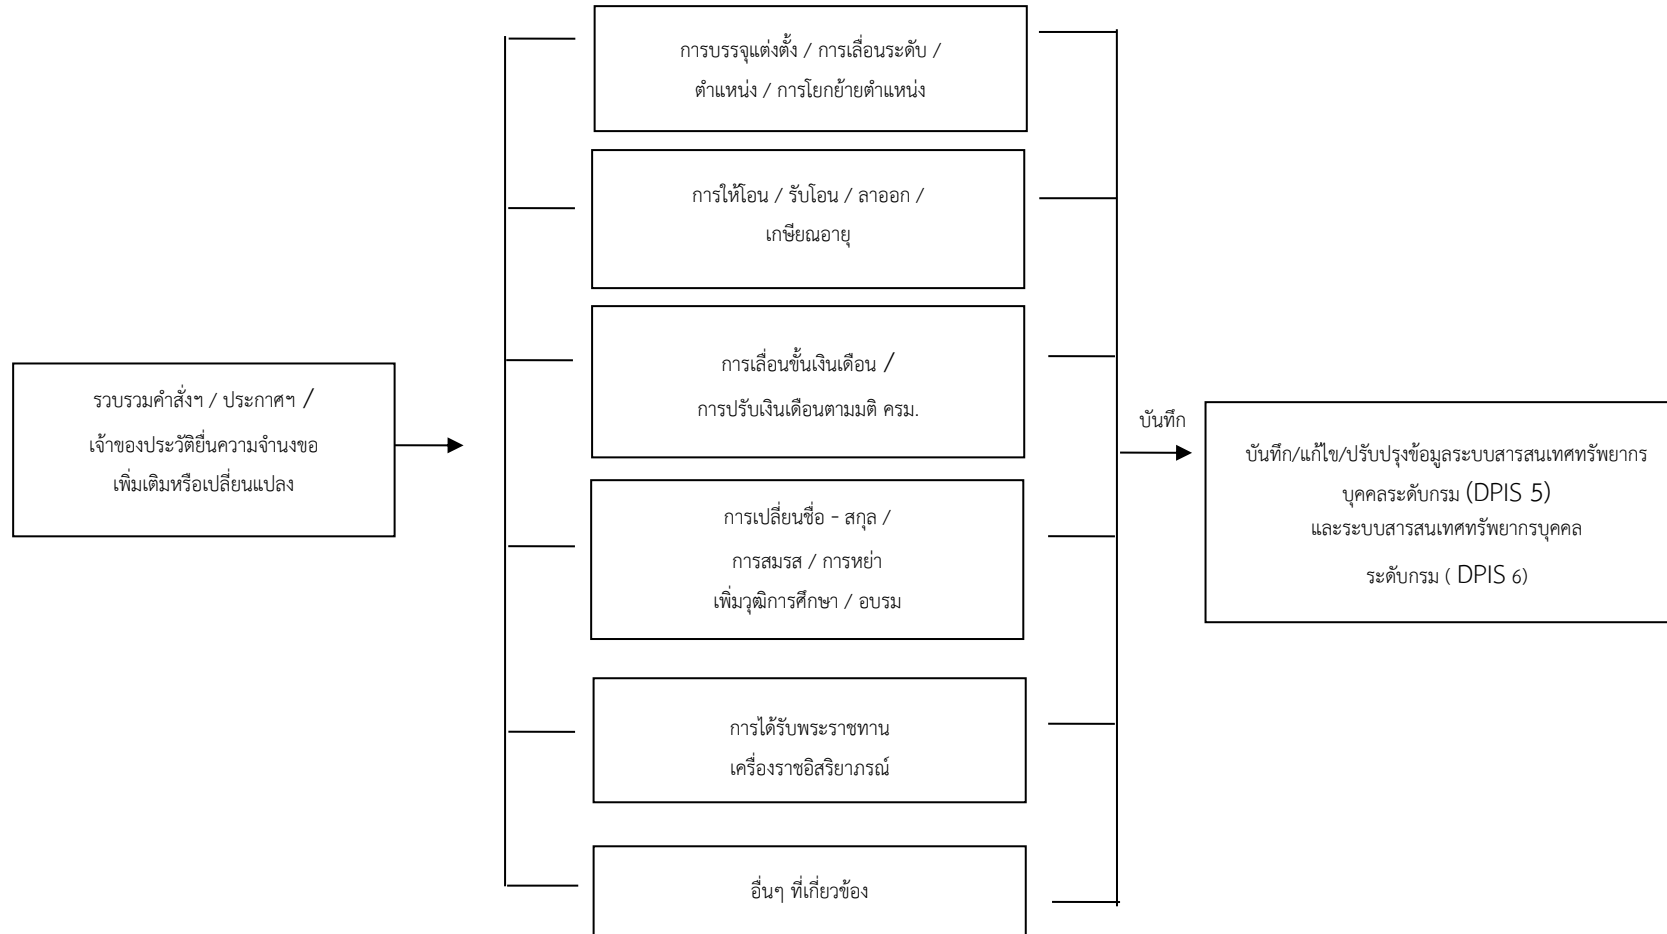 การบรรจุแต่งตั้ง / การเลื่อนระดับ /
ตำแหน่ง / การโยกย้ายตำแหน่ง
การให้โอน / รับโอน / ลาออก /
เกษียณอายุ
การเลื่อนขั้นเงินเดือน /
การปรับเงินเดือนตามมติ ครม.
รวบรวมคำสั่งฯ / ประกาศฯ /
เจ้าของประวัติยื่นความจำนงขอ
เพิ่มเติมหรือเปลี่ยนแปลง
บันทึก
บันทึก/แก้ไข/ปรับปรุงข้อมูลระบบสารสนเทศทรัพยากร
บุคคลระดับกรม (DPIS 5)
และระบบสารสนเทศทรัพยากรบุคคล
ระดับกรม ( DPIS 6)
การเปลี่ยนชื่อ - สกุล /
การสมรส / การหย่า
เพิ่มวุฒิการศึกษา / อบรม
การได้รับพระราชทาน
เครื่องราชอิสริยาภรณ์
อื่นๆ ที่เกี่ยวข้อง